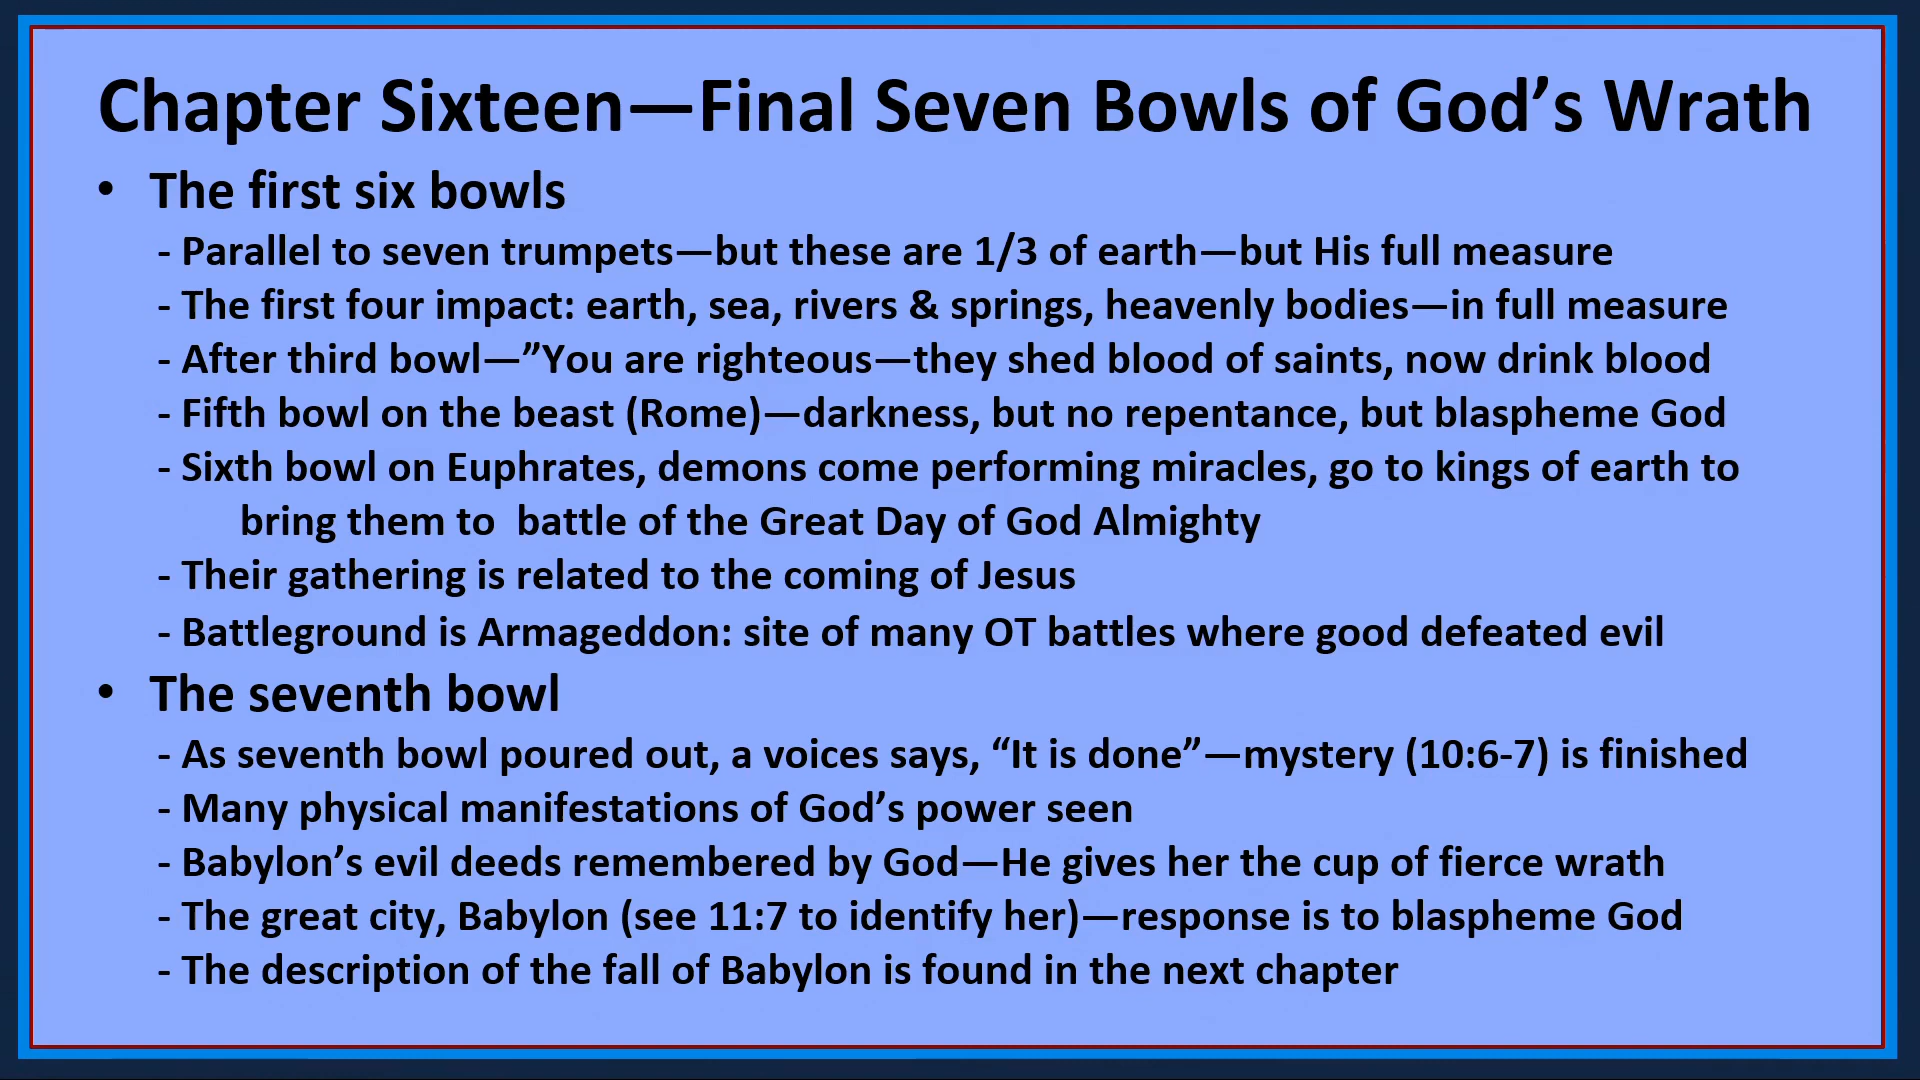 Chapter Sixteen—Final Seven Bowls of God’s Wrath
• The first six bowls
- Parallel to seven trumpets—but these are 1/3 of earth—but His full measure
- The first four impact: earth, sea, rivers & springs, heavenly bodies—in full measure
- After third bowl—”You are righteous—they shed blood of saints, now drink blood
- Fifth bowl on the beast (Rome)—darkness, but no repentance, but blaspheme God
- Sixth bowl on Euphrates, demons come performing miracles, go to kings of earth to
bring them to  battle of the Great Day of God Almighty
- Their gathering is related to the coming of Jesus
- Battleground is Armageddon: site of many OT battles where good defeated evil
• The seventh bowl
- As seventh bowl poured out, a voices says, “It is done”—mystery (10:6-7) is finished
- Many physical manifestations of God’s power seen
- Babylon’s evil deeds remembered by God—He gives her the cup of fierce wrath
- The great city, Babylon (see 11:7 to identify her)—response is to blaspheme God
- The description of the fall of Babylon is found in the next chapter